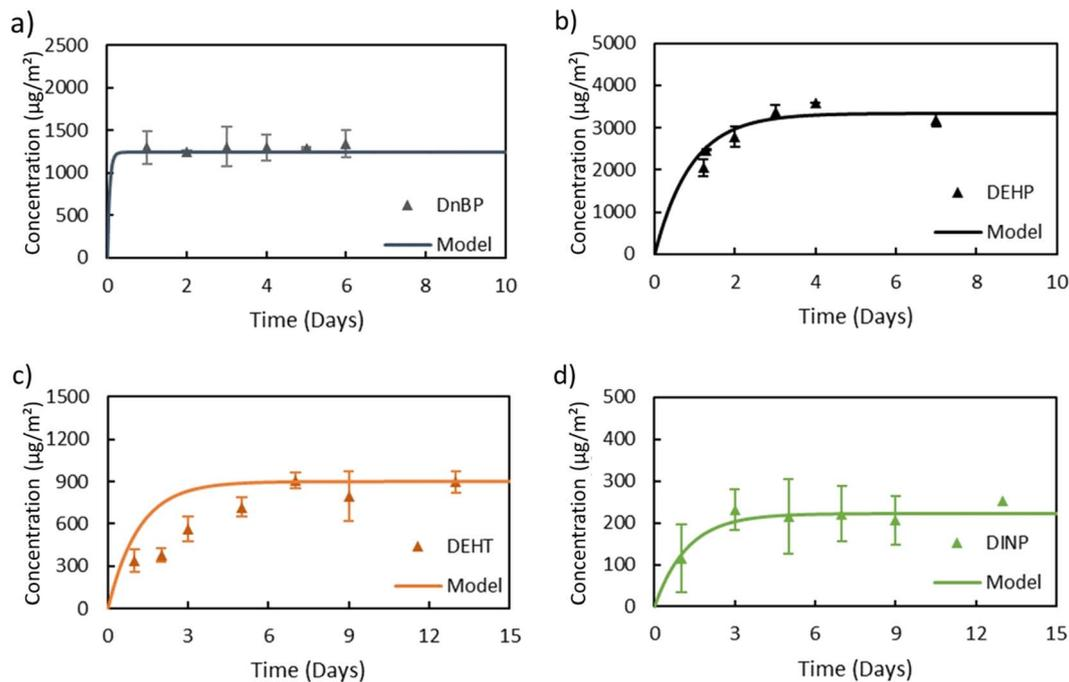 a)
Concentration (µg/m²)
2500
2000
1500
1000
500
0
0 2 4 6 8 10
Time (Days)
DnBP
Model
b)
Concentration (µg/m²)
5000
4000
3000
2000
1000
0
0 2 4 6 8 10
Time (Days)
DEHP
Model
c)
Concentration (µg/m²)
1500
1200
900
600
300
0
0 3 6 9 12 15
Time (Days)
DEHT
Model
d)
Concentration (µg/m²)
500
400
300
200
100
0
0 3 6 9 12 15
Time (Days)
DINP
Model